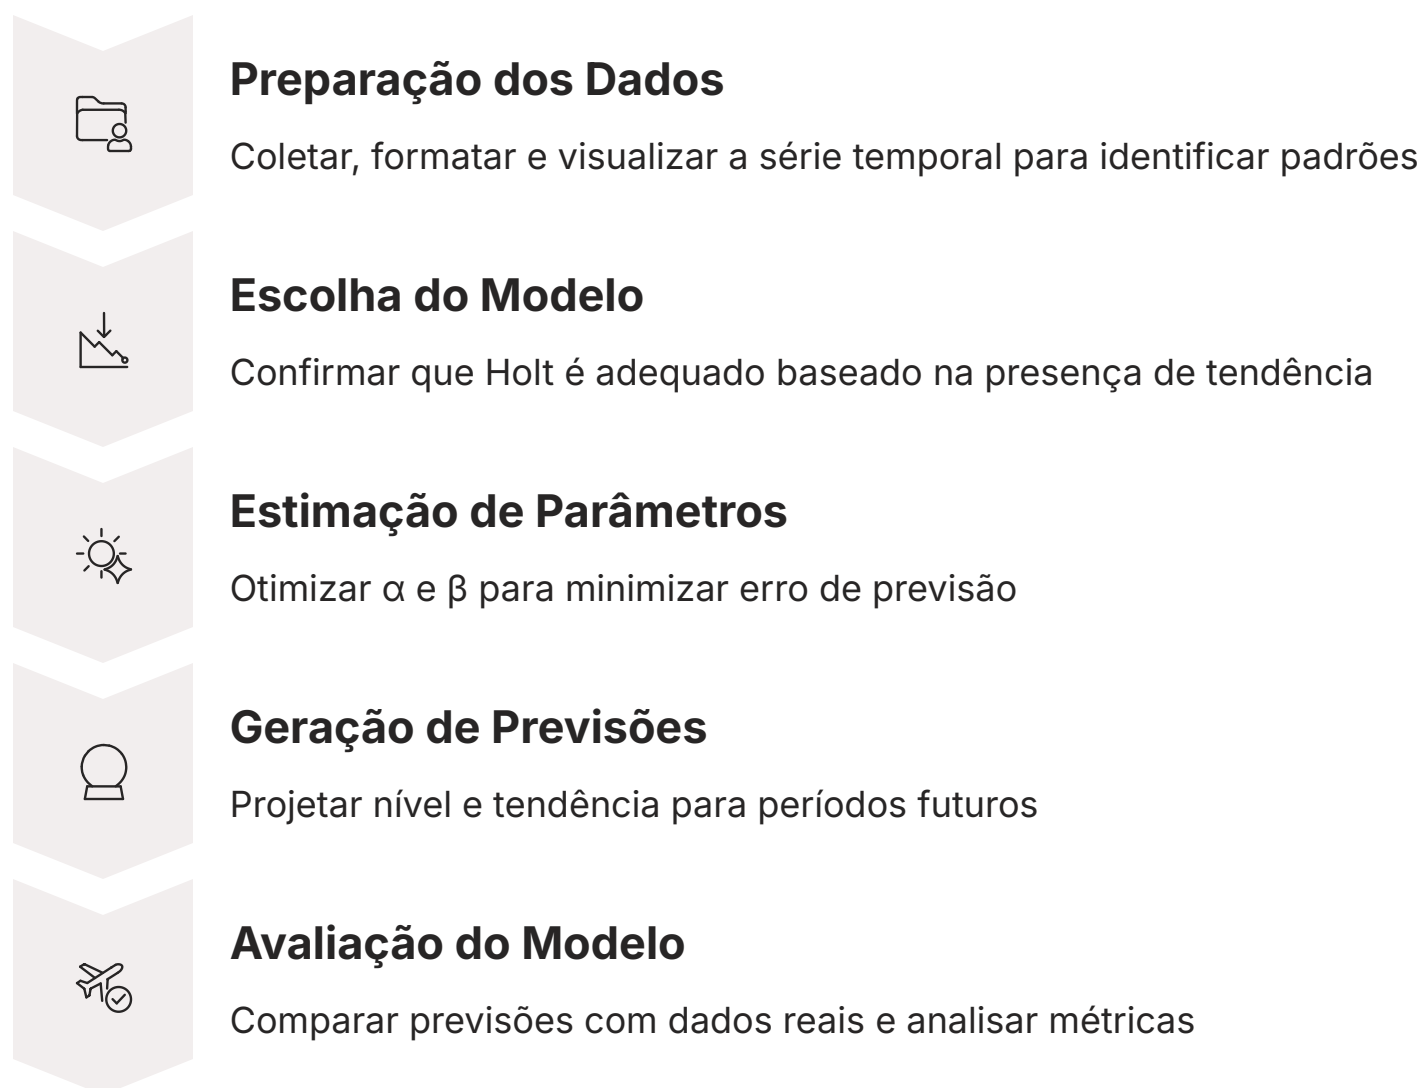 Preparação dos Dados
Coletar, formatar e visualizar a série temporal para identificar padrões
Escolha do Modelo
Confirmar que Holt é adequado baseado na presença de tendência
Estimação de Parâmetros
Otimizar α e β para minimizar erro de previsão
Geração de Previsões
Projetar nível e tendência para períodos futuros
Avaliação do Modelo
Comparar previsões com dados reais e analisar métricas